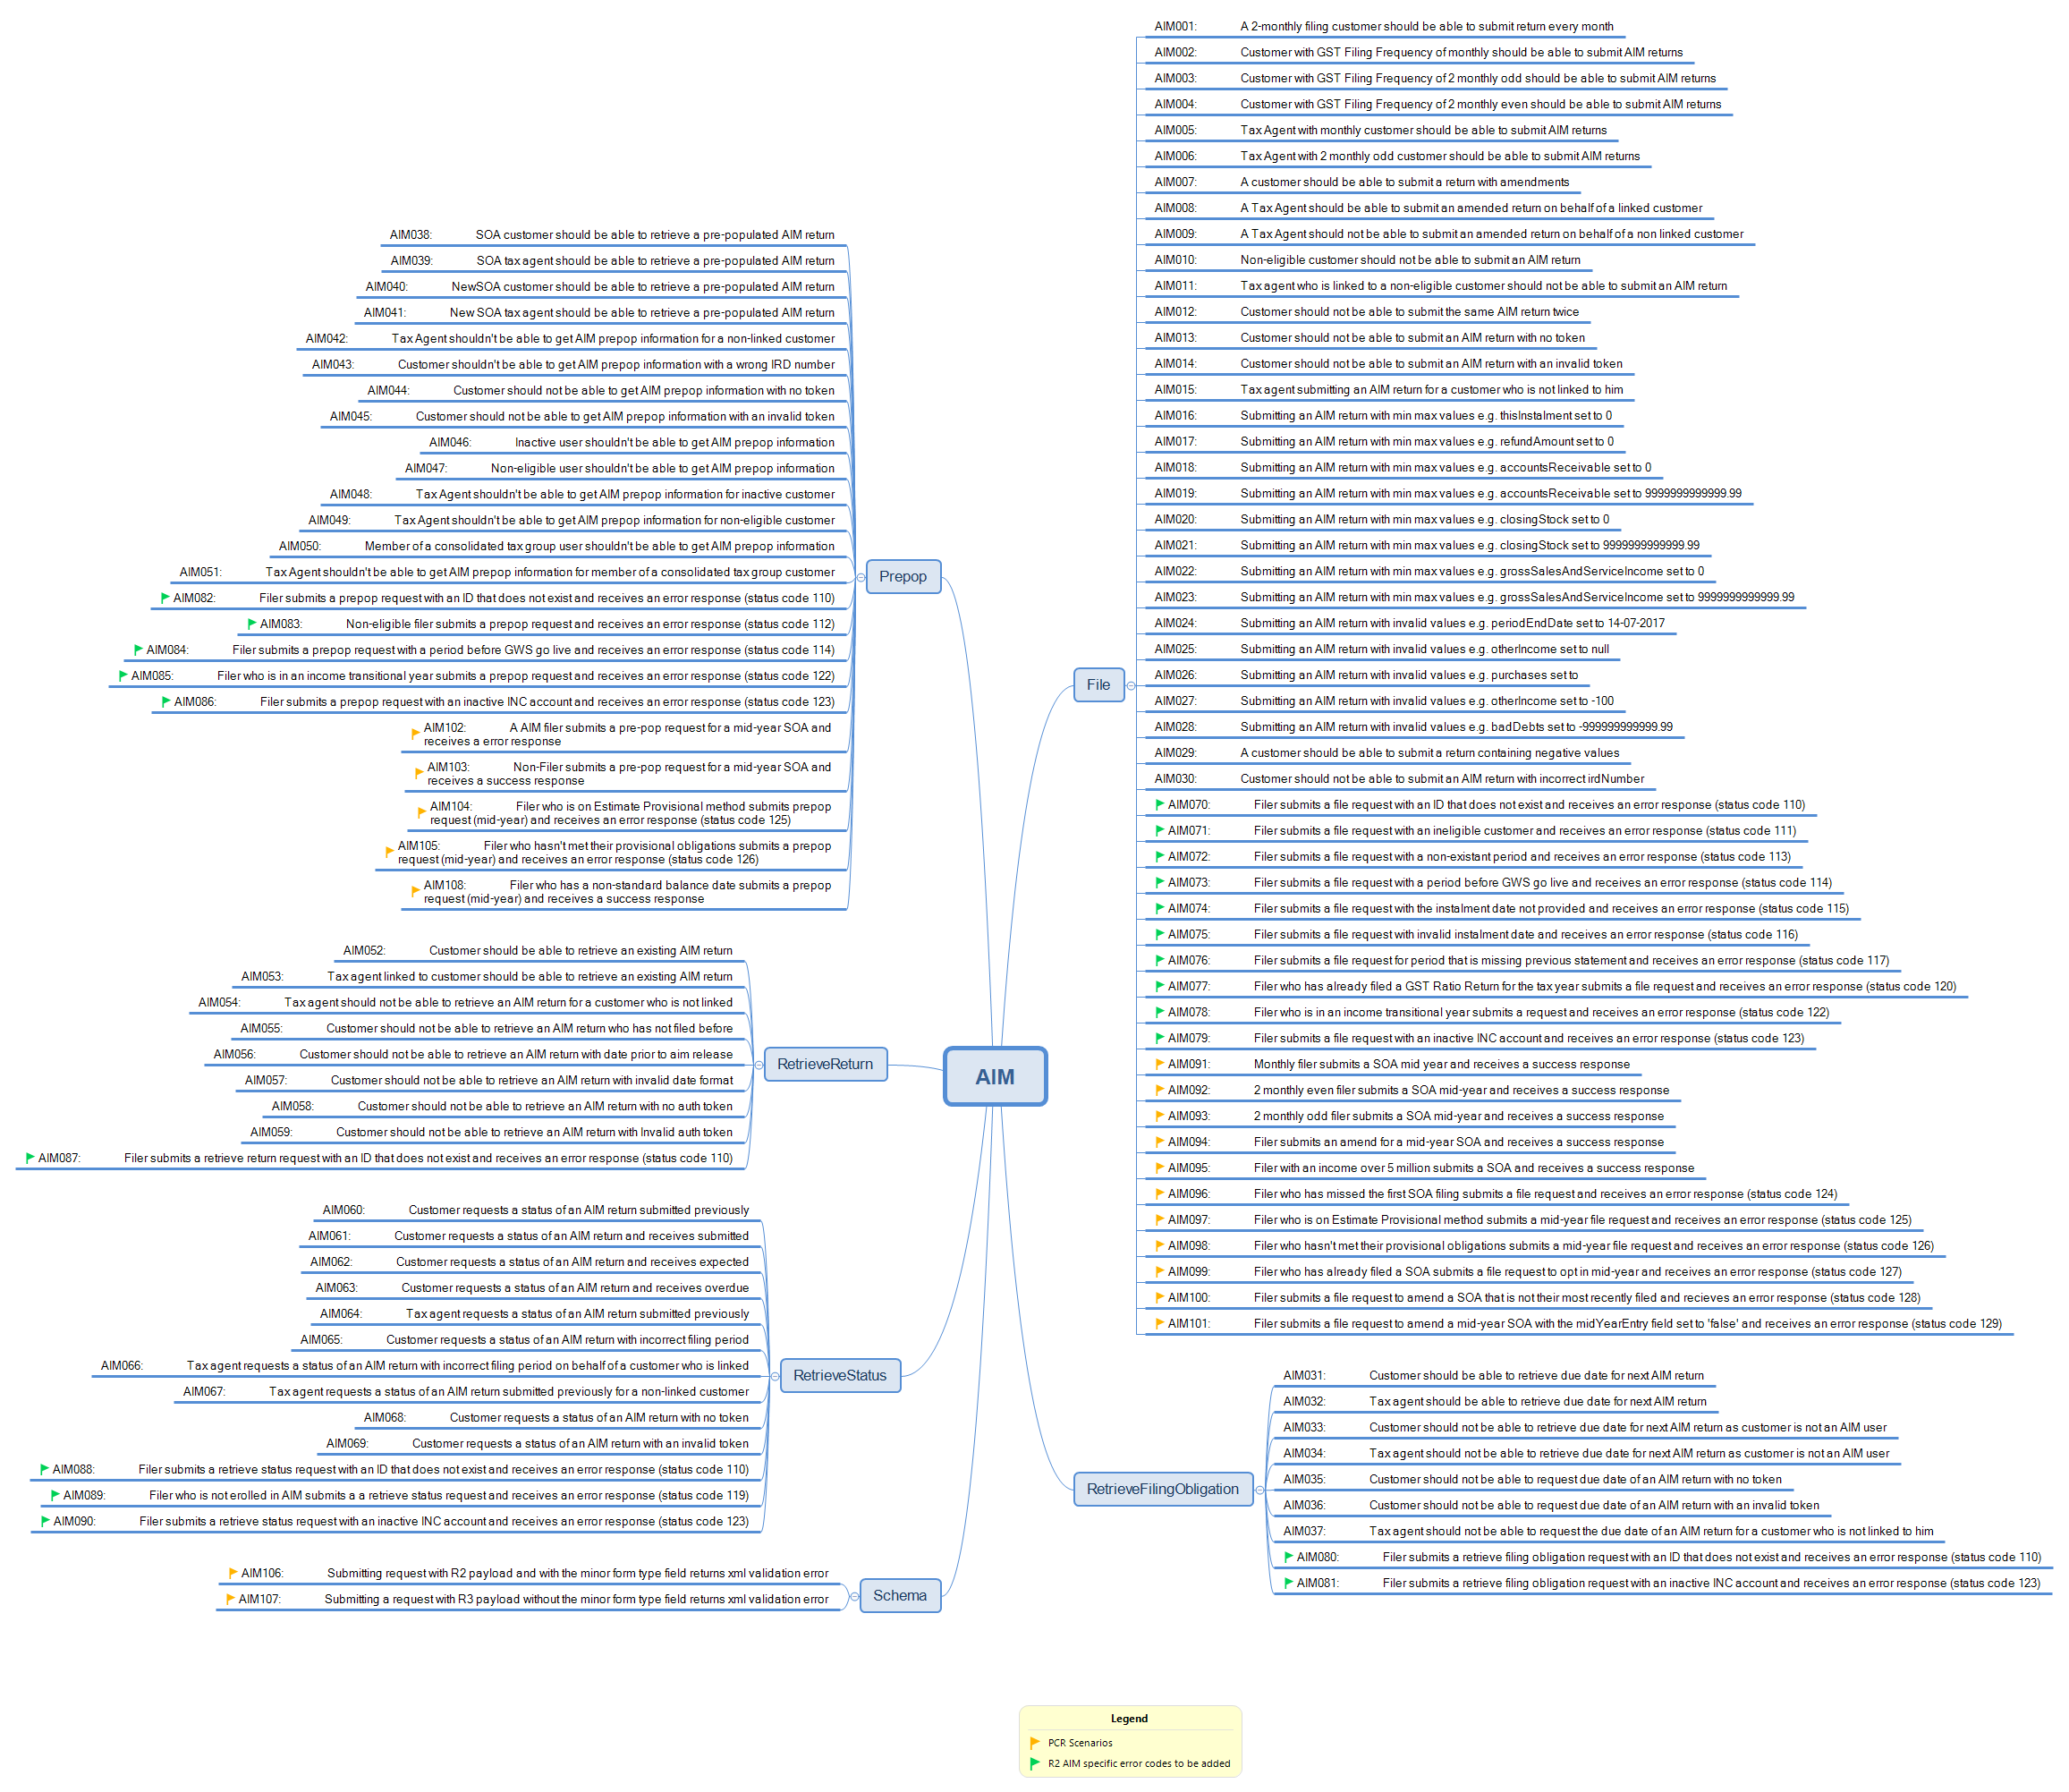 AIM
File
AIM001: A 2-monthly filing customer should be able to submit return every month
AIM002: Customer with GST Filing Frequency of monthly should be able to submit AIM returns
AIM003: Customer with GST Filing Frequency of 2 monthly odd should be able to submit AIM returns
AIM004: Customer with GST Filing Frequency of 2 monthly even should be able to submit AIM returns
AIM005: Tax Agent with monthly customer should be able to submit AIM returns
AIM006: Tax Agent with 2 monthly odd customer should be able to submit AIM returns
AIM007: A customer should be able to submit a return with amendments
AIM008: A Tax Agent should be able to submit an amended return on behalf of a linked customer
AIM009: A Tax Agent should not be able to submit an amended return on behalf of a non linked customer
AIM010: Non-eligible customer should not be able to submit an AIM return
AIM011: Tax agent who is linked to a non-eligible customer should not be able to submit an AIM return
AIM012: Customer should not be able to submit the same AIM return twice
AIM013: Customer should not be able to submit an AIM return with no token
AIM014: Customer should not be able to submit an AIM return with an invalid token
AIM015: Tax agent submitting an AIM return for a customer who is not linked to him
AIM016: Submitting an AIM return with min max values e.g. thisInstalment set to 0
AIM017: Submitting an AIM return with min max values e.g. refundAmount set to 0
AIM018: Submitting an AIM return with min max values e.g. accountsReceivable set to 0
AIM019: Submitting an AIM return with min max values e.g. accountsReceivable set to 9999999999999.99
AIM020: Submitting an AIM return with min max values e.g. closingStock set to 0
AIM021: Submitting an AIM return with min max values e.g. closingStock set to 9999999999999.99
AIM022: Submitting an AIM return with min max values e.g. grossSalesAndServiceIncome set to 0
AIM023: Submitting an AIM return with min max values e.g. grossSalesAndServiceIncome set to 9999999999999.99
AIM024: Submitting an AIM return with invalid values e.g. periodEndDate set to 14-07-2017
AIM025: Submitting an AIM return with invalid values e.g. otherIncome set to null
AIM026: Submitting an AIM return with invalid values e.g. purchases set to
AIM027: Submitting an AIM return with invalid values e.g. otherIncome set to -100
AIM028: Submitting an AIM return with invalid values e.g. badDebts set to -999999999999.99
AIM029: A customer should be able to submit a return containing negative values
AIM030: Customer should not be able to submit an AIM return with incorrect irdNumber
AIM070: Filer submits a file request with an ID that does not exist and receives an error response (status code 110)
AIM071: Filer submits a file request with an ineligible customer and receives an error response (status code 111)
AIM072: Filer submits a file request with a non-existant period and receives an error response (status code 113)
AIM073: Filer submits a file request with a period before GWS go live and receives an error response (status code 114)
AIM074: Filer submits a file request with the instalment date not provided and receives an error response (status code 115)
AIM075: Filer submits a file request with invalid instalment date and receives an error response (status code 116)
AIM076: Filer submits a file request for period that is missing previous statement and receives an error response (status code 117)
AIM077: Filer who has already filed a GST Ratio Return for the tax year submits a file request and receives an error response (status code 120)
AIM078: Filer who is in an income transitional year submits a request and receives an error response (status code 122)
AIM079: Filer submits a file request with an inactive INC account and receives an error response (status code 123)
AIM091: Monthly filer submits a SOA mid year and receives a success response
AIM092: 2 monthly even filer submits a SOA mid-year and receives a success response
AIM093: 2 monthly odd filer submits a SOA mid-year and receives a success response
AIM094: Filer submits an amend for a mid-year SOA and receives a success response
AIM095: Filer with an income over 5 million submits a SOA and receives a success response
AIM096: Filer who has missed the first SOA filing submits a file request and receives an error response (status code 124)
AIM097: Filer who is on Estimate Provisional method submits a mid-year file request and receives an error response (status code 125)
AIM098: Filer who hasn't met their provisional obligations submits a mid-year file request and receives an error response (status code 126)
AIM099: Filer who has already filed a SOA submits a file request to opt in mid-year and receives an error response (status code 127)
AIM100: Filer submits a file request to amend a SOA that is not their most recently filed and recieves an error response (status code 128)
AIM101: Filer submits a file request to amend a mid-year SOA with the midYearEntry field set to 'false' and receives an error response (status code 129)
RetrieveFilingObligation
AIM031: Customer should be able to retrieve due date for next AIM return
AIM032: Tax agent should be able to retrieve due date for next AIM return
AIM033: Customer should not be able to retrieve due date for next AIM return as customer is not an AIM user
AIM034: Tax agent should not be able to retrieve due date for next AIM return as customer is not an AIM user
AIM035: Customer should not be able to request due date of an AIM return with no token
AIM036: Customer should not be able to request due date of an AIM return with an invalid token
AIM037: Tax agent should not be able to request the due date of an AIM return for a customer who is not linked to him
AIM080: Filer submits a retrieve filing obligation request with an ID that does not exist and receives an error response (status code 110)
AIM081: Filer submits a retrieve filing obligation request with an inactive INC account and receives an error response (status code 123)
Prepop
AIM038: SOA customer should be able to retrieve a pre-populated AIM return
AIM039: SOA tax agent should be able to retrieve a pre-populated AIM return
AIM040: NewSOA customer should be able to retrieve a pre-populated AIM return
AIM041: New SOA tax agent should be able to retrieve a pre-populated AIM return
AIM042: Tax Agent shouldn't be able to get AIM prepop information for a non-linked customer
AIM043: Customer shouldn't be able to get AIM prepop information with a wrong IRD number
AIM044: Customer should not be able to get AIM prepop information with no token
AIM045: Customer should not be able to get AIM prepop information with an invalid token
AIM046: Inactive user shouldn't be able to get AIM prepop information
AIM047: Non-eligible user shouldn't be able to get AIM prepop information
AIM048: Tax Agent shouldn't be able to get AIM prepop information for inactive customer
AIM049: Tax Agent shouldn't be able to get AIM prepop information for non-eligible customer
AIM050: Member of a consolidated tax group user shouldn't be able to get AIM prepop information
AIM051: Tax Agent shouldn't be able to get AIM prepop information for member of a consolidated tax group customer
AIM082: Filer submits a prepop request with an ID that does not exist and receives an error response (status code 110)
AIM083: Non-eligible filer submits a prepop request and receives an error response (status code 112)
AIM084: Filer submits a prepop request with a period before GWS go live and receives an error response (status code 114)
AIM085: Filer who is in an income transitional year submits a prepop request and receives an error response (status code 122)
AIM086: Filer submits a prepop request with an inactive INC account and receives an error response (status code 123)
AIM102: A AIM filer submits a pre-pop request for a mid-year SOA and
receives a error response
AIM103: Non-Filer submits a pre-pop request for a mid-year SOA and
receives a success response
AIM104: Filer who is on Estimate Provisional method submits prepop
request (mid-year) and receives an error response (status code 125)
AIM105: Filer who hasn't met their provisional obligations submits a prepop
request (mid-year) and receives an error response (status code 126)
AIM108: Filer who has a non-standard balance date submits a prepop
request (mid-year) and receives a success response
RetrieveReturn
AIM052: Customer should be able to retrieve an existing AIM return
AIM053: Tax agent linked to customer should be able to retrieve an existing AIM return
AIM054: Tax agent should not be able to retrieve an AIM return for a customer who is not linked
AIM055: Customer should not be able to retrieve an AIM return who has not filed before
AIM056: Customer should not be able to retrieve an AIM return with date prior to aim release
AIM057: Customer should not be able to retrieve an AIM return with invalid date format
AIM058: Customer should not be able to retrieve an AIM return with no auth token
AIM059: Customer should not be able to retrieve an AIM return with Invalid auth token
AIM087: Filer submits a retrieve return request with an ID that does not exist and receives an error response (status code 110)
RetrieveStatus
AIM060: Customer requests a status of an AIM return submitted previously
AIM061: Customer requests a status of an AIM return and receives submitted
AIM062: Customer requests a status of an AIM return and receives expected
AIM063: Customer requests a status of an AIM return and receives overdue
AIM064: Tax agent requests a status of an AIM return submitted previously
AIM065: Customer requests a status of an AIM return with incorrect filing period
AIM066: Tax agent requests a status of an AIM return with incorrect filing period on behalf of a customer who is linked
AIM067: Tax agent requests a status of an AIM return submitted previously for a non-linked customer
AIM068: Customer requests a status of an AIM return with no token
AIM069: Customer requests a status of an AIM return with an invalid token
AIM088: Filer submits a retrieve status request with an ID that does not exist and receives an error response (status code 110)
AIM089: Filer who is not erolled in AIM submits a a retrieve status request and receives an error response (status code 119)
AIM090: Filer submits a retrieve status request with an inactive INC account and receives an error response (status code 123)
Schema
AIM106: Submitting request with R2 payload and with the minor form type field returns xml validation error
AIM107: Submitting a request with R3 payload without the minor form type field returns xml validation error
Legend
PCR Scenarios
R2 AIM specific error codes to be added